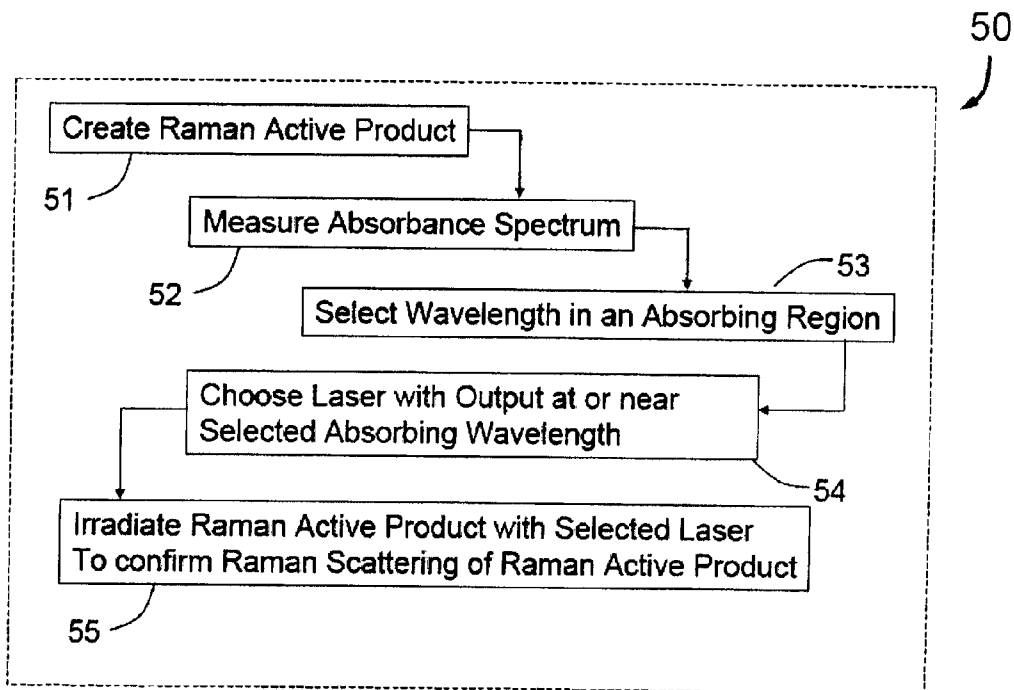 50
Create Raman Active Product
51
Measure Absorbance Spectrum
52
53
Select Wavelength in an Absorbing Region
Choose Laser with Output at or near
Selected Absorbing Wavelength
54
Irradiate Raman Active Product with Selected Laser
To confirm Raman Scattering of Raman Active Product
55